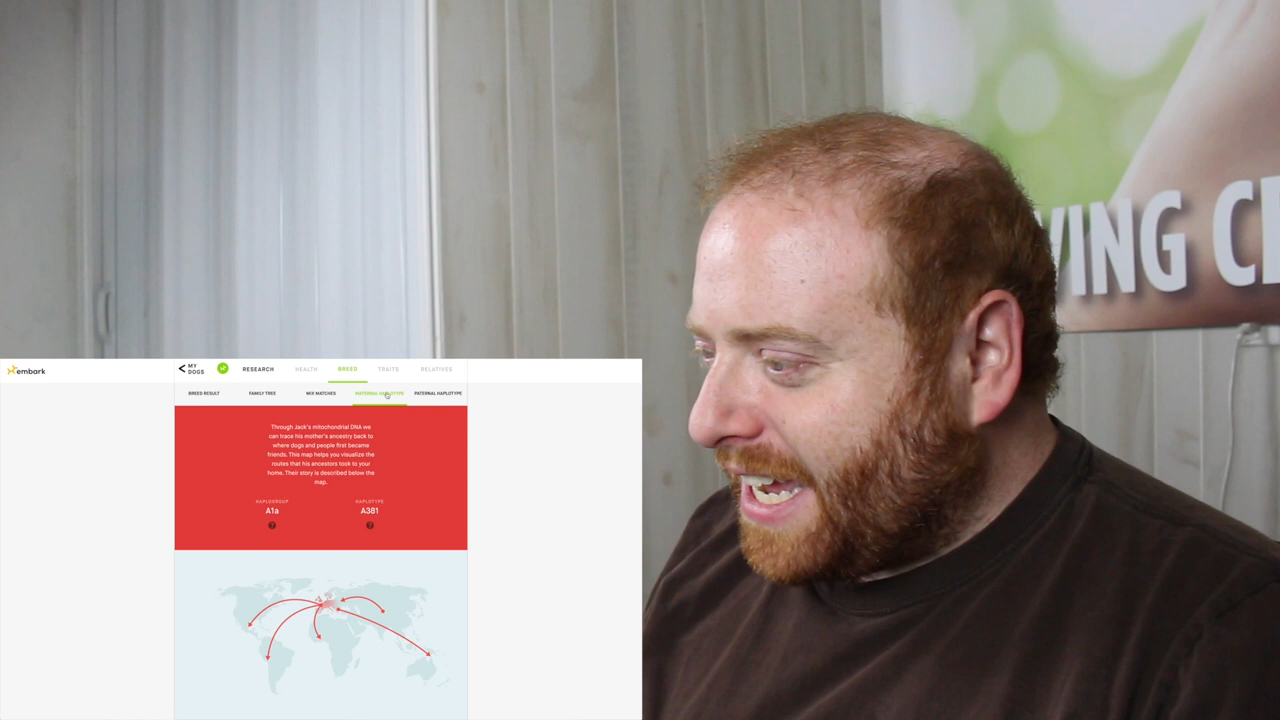 VING C
embark
MY
DOGS
RESEARCH
HEALTH
BREED
TRAITS
RELATIVES
BREED RESULT
FAMILY TREE
MIX MATCHES
MATERNAL HAPLOTYPE
PATERNAL HAPLOTYPE
Through Jack's mitochondrial DNA we
can trace his mother's ancestry back to
where dogs and people first became
friends. This map helps you visualize the
routes that his ancestors took to your
home. Their story is described below the
map.
HAPLOGROUP
HAPLOTYPE
A1a
A381
?
?